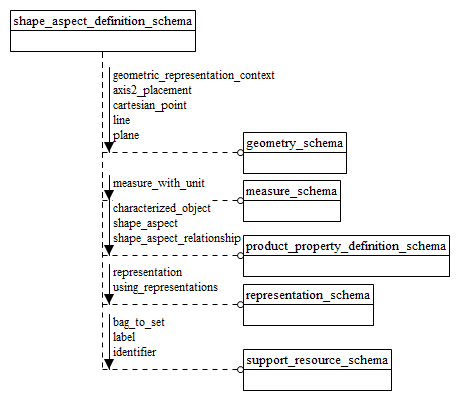 shape_aspect_definition_schema
geometric_representation_context
axis2_placement
cartesian_point
line
plane
geometry_schema
measure_with_unit
measure_schema
characterized_object
shape_aspect
shape_aspect_relationship
product_property_definition_schema
representation
using_representations
representation_schema
bag_to_set
label
identifier
support_resource_schema